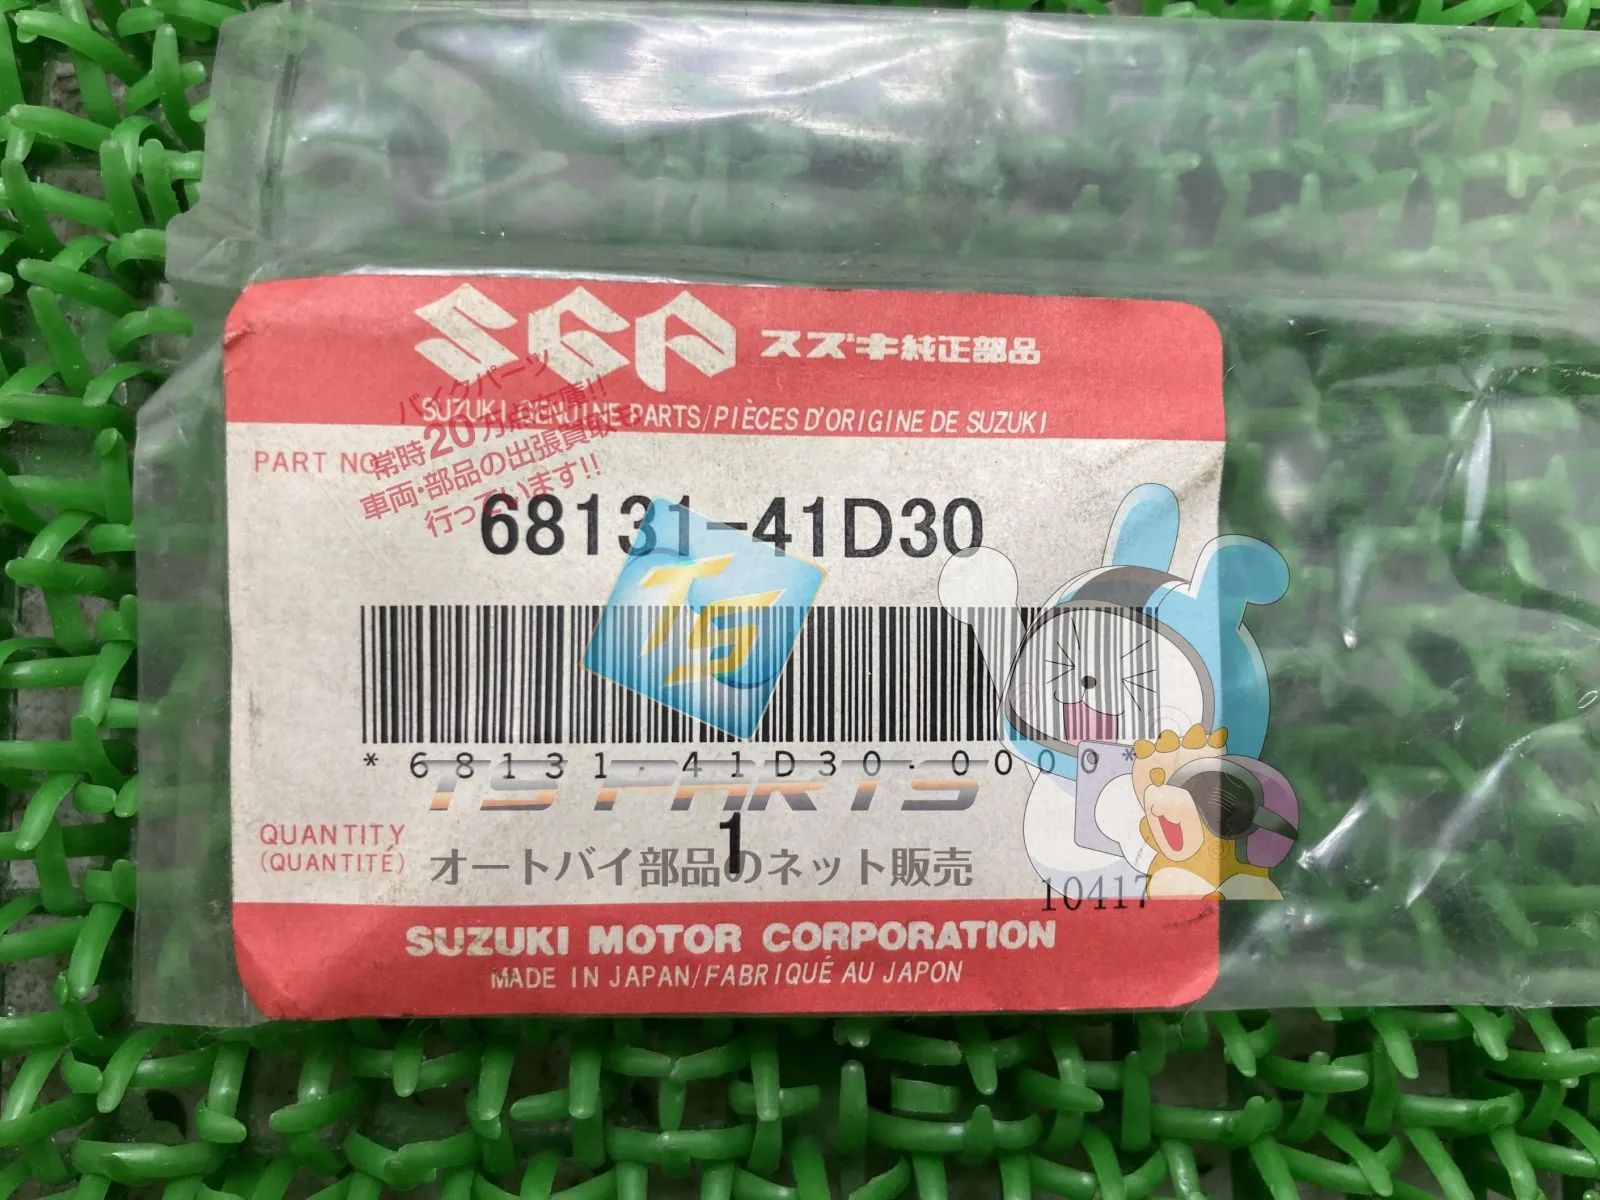 SGP スズキ純正部品
SUZUKI GENUINE PARTS/PIÈCES D'ORIGINE DE SUZUKI
バイクパーツ
常時20万点在庫!!
車両・部品の出張買取も
行っています!!
PART NO.
68131-41D30
TS
*68131-41D30-0000*
TS PARTS
オートバイ部品のネット販売
QUANTITY
(QUANTITÉ)
1
10417
SUZUKI MOTOR CORPORATION
MADE IN JAPAN/FABRIQUÉ AU JAPON